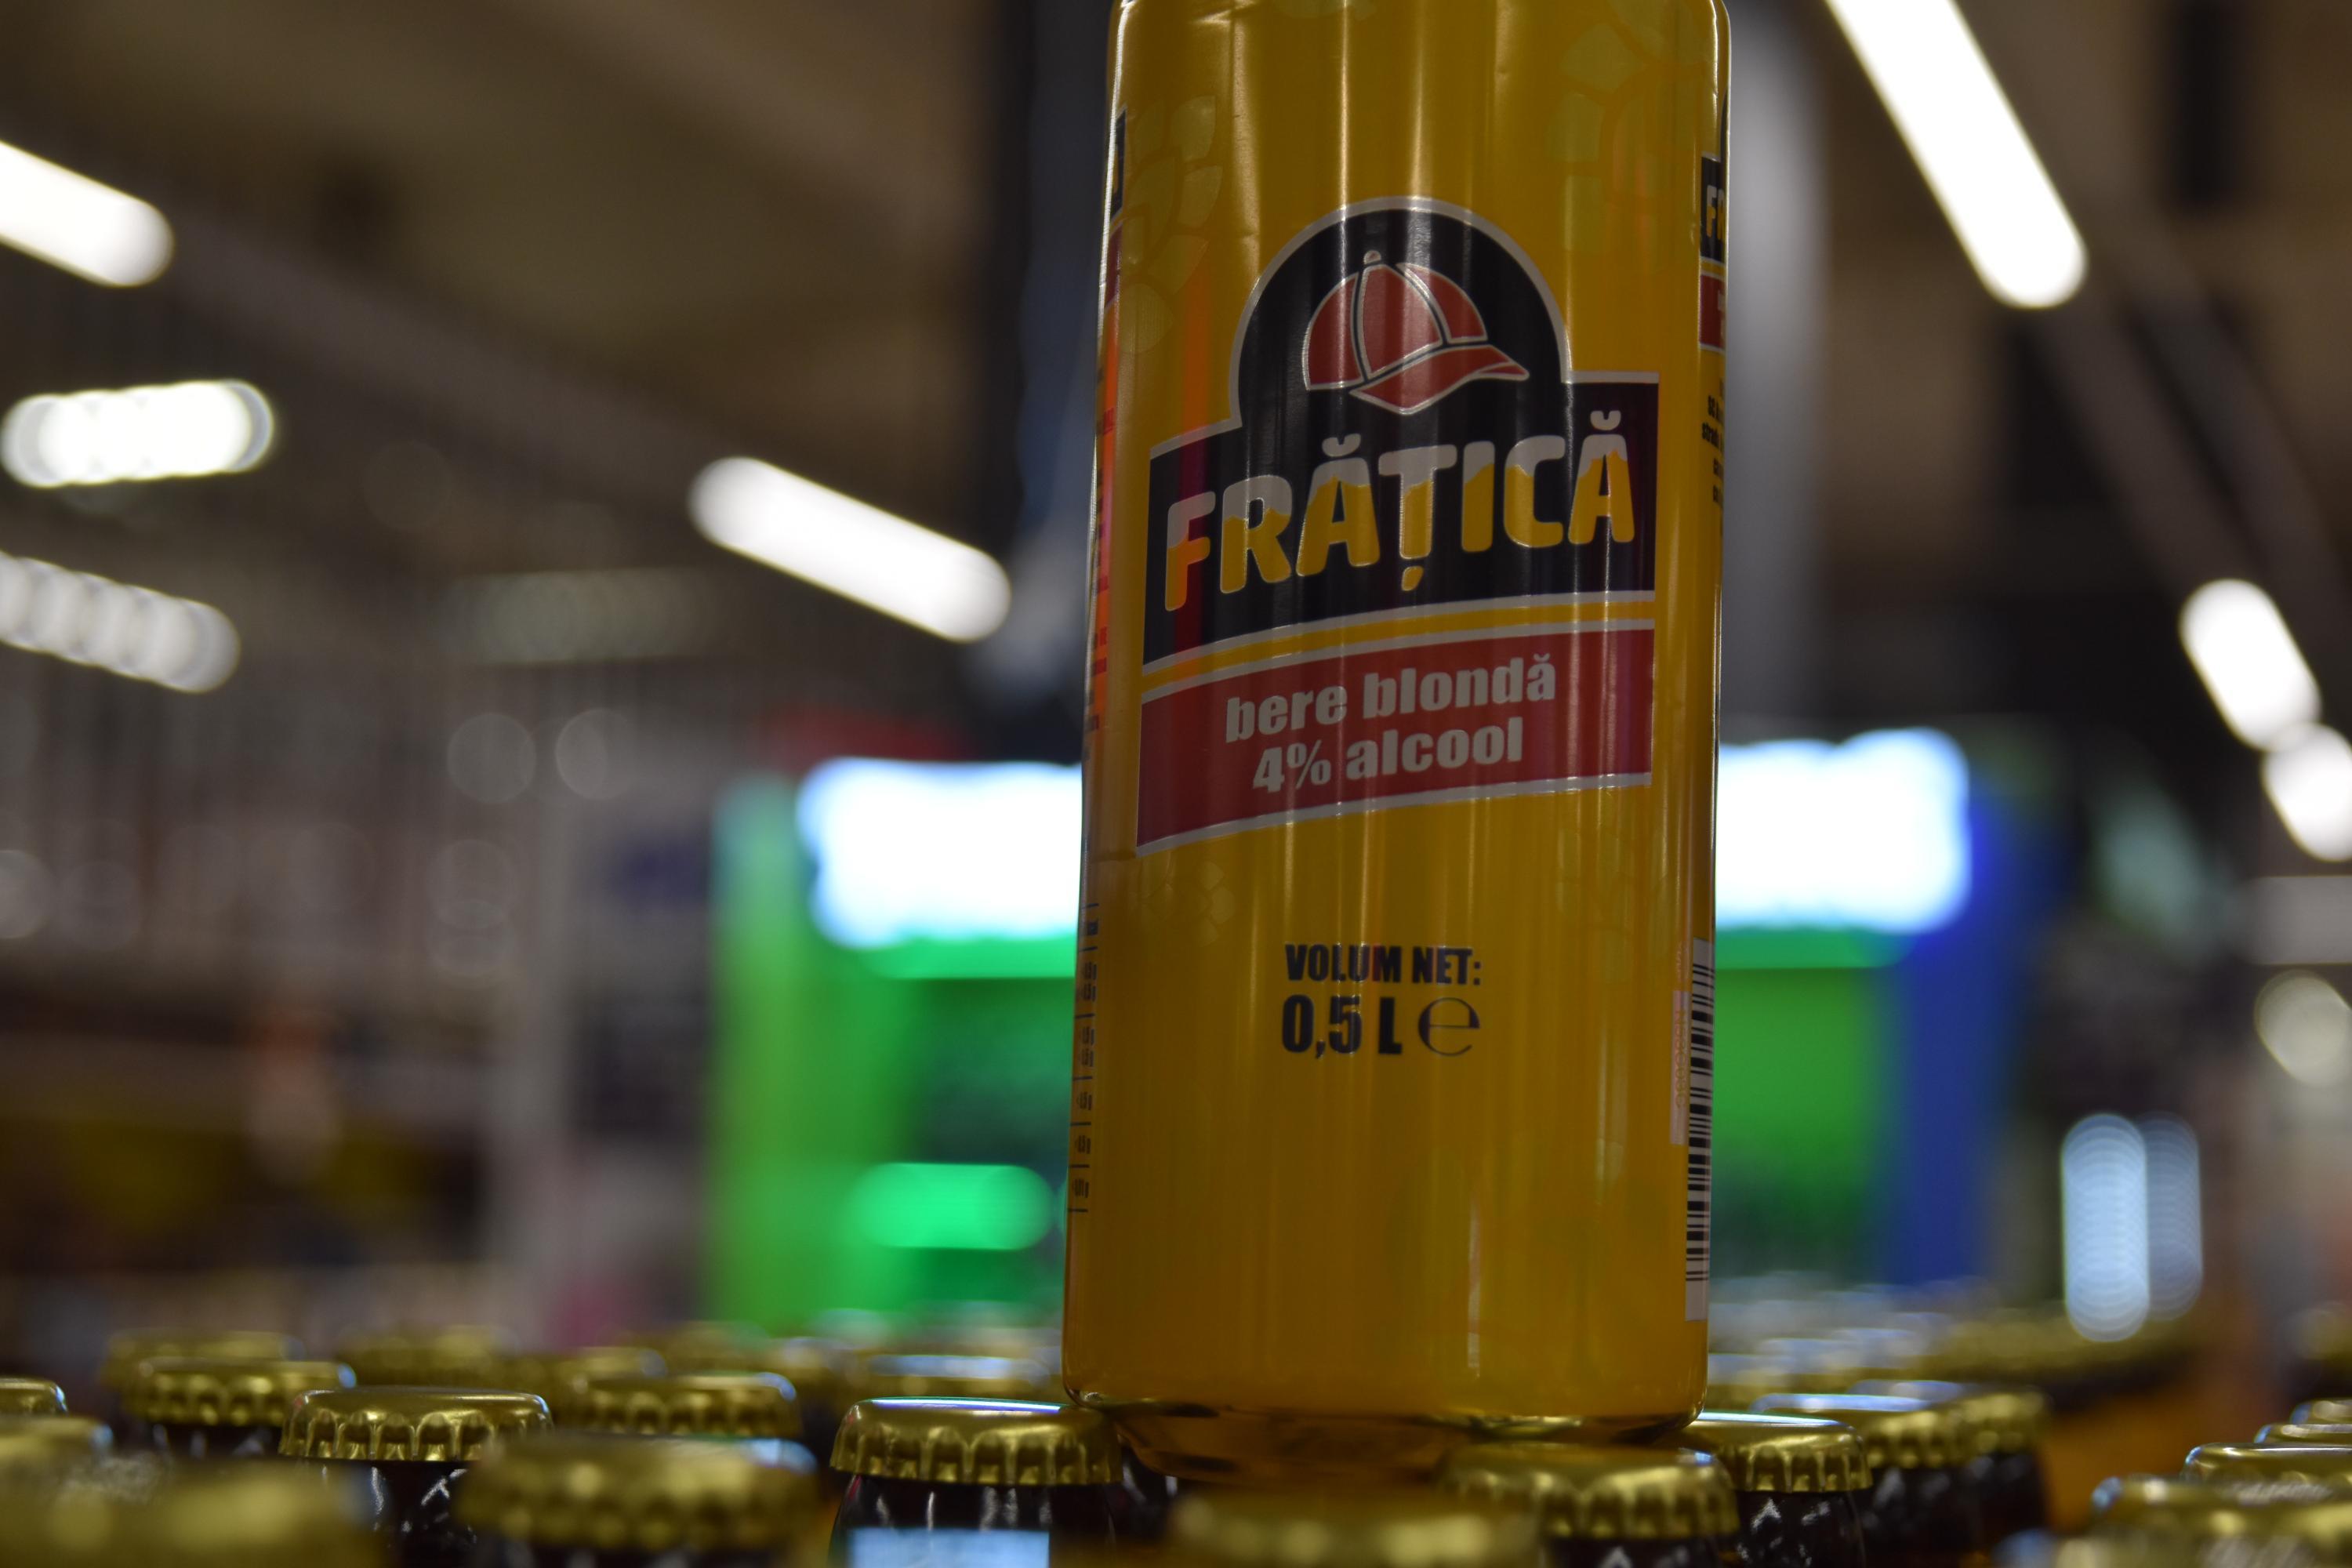 FRĂȚICĂ
bere blondă
4% alcool
VOLUM NET:
0,5 L ℮